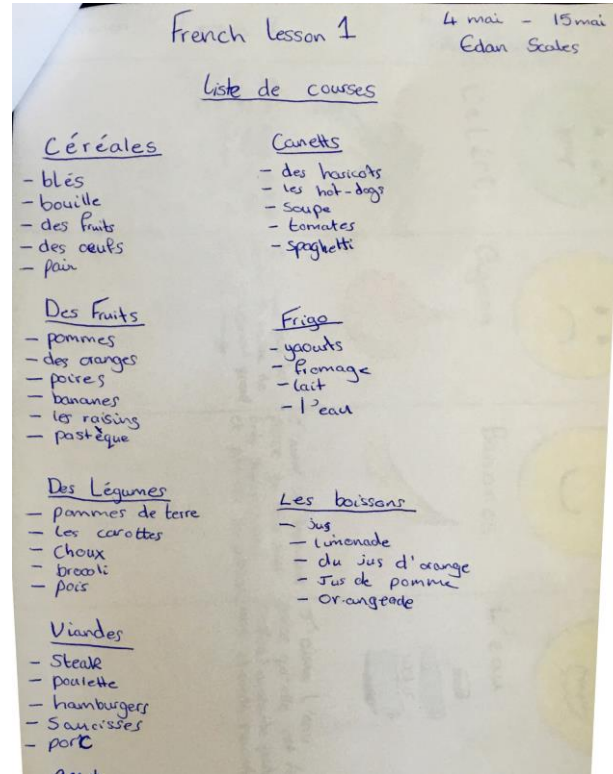 French Lesson 1
4 mai - 15 mai
Edan Scales
Liste de courses
Céréales
- blés
- bouille
- des fruits
- des œufs
- pain
Des Fruits
- pommes
- des oranges
- poires
- bananes
- les raisins
- pastèque
Des Légumes
- pommes de terre
- les carottes
- Choux
- brocoli
- pois
Viandes
- Steak
- poulette
- hamburgers
- Saucisses
- porc
Canetts
- des haricots
- les hot-dogs
- Soupe
- tomates
- spaghetti
Frigo
- yaourts
- fromage
- lait
- l'eau
Les boissons
- jus
- limonade
- du jus d'orange
- Jus de pomme
- Or-angeade